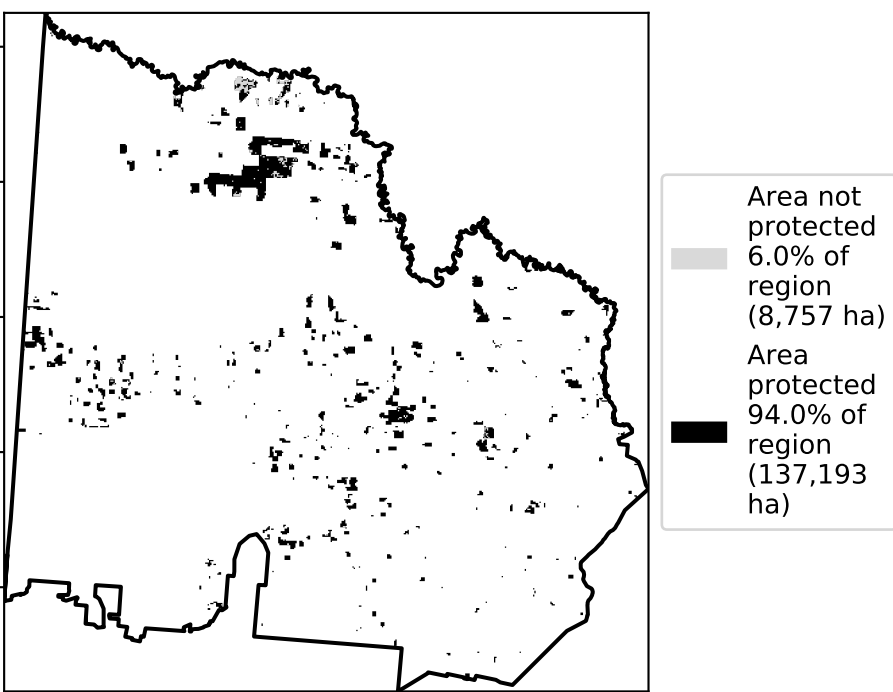 Area not
protected
6.0% of
region
(8,757 ha)
Area
protected
94.0% of
region
(137,193
ha)